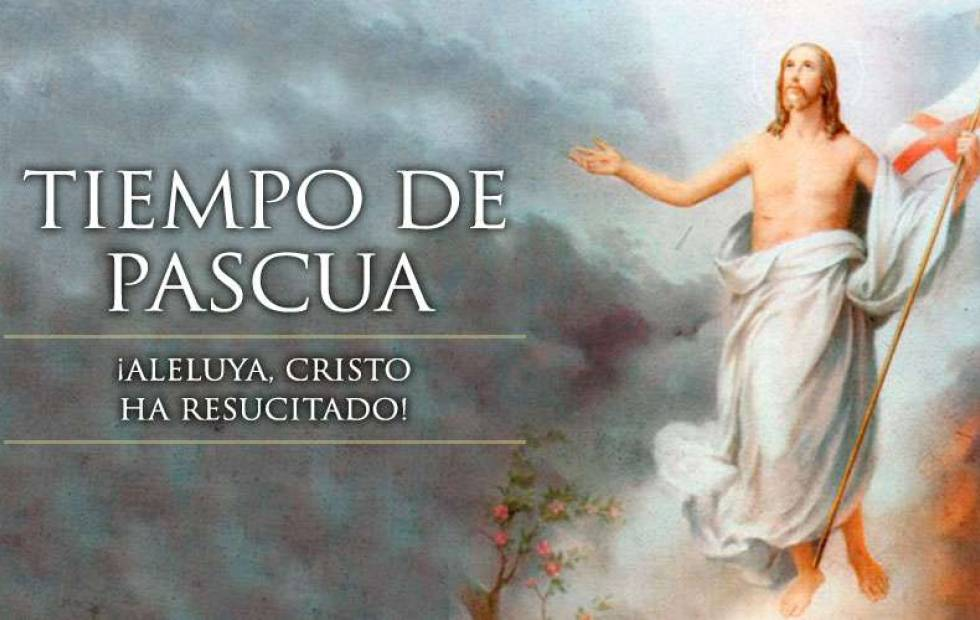 TIEMPO DE
PASCUA
¡ALELUYA, CRISTO
HA RESUCITADO!